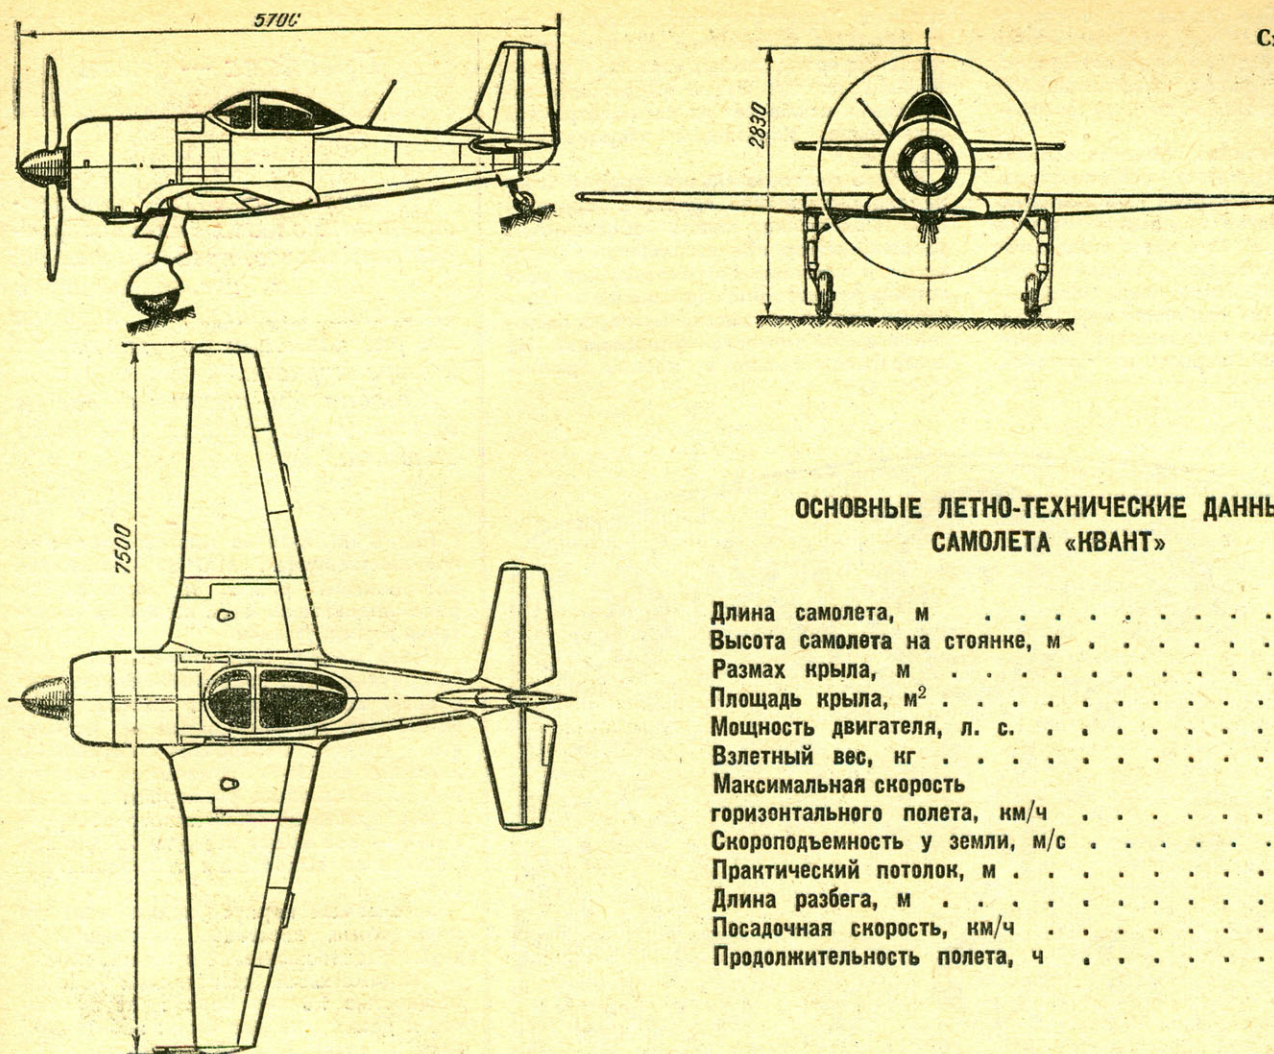 5700
2830
7500
ОСНОВНЫЕ ЛЕТНО-ТЕХНИЧЕСКИЕ ДАННЫ
САМОЛЕТА «КВАНТ»
Длина самолета, м . . . . . . . . .
Высота самолета на стоянке, м . . . . . .
Размах крыла, м . . . . . . . . . .
Площадь крыла, м² . . . . . . . . . .
Мощность двигателя, л. с. . . . . . . .
Взлетный вес, кг . . . . . . . . . .
Максимальная скорость
горизонтального полета, км/ч . . . . . .
Скороподъемность у земли, м/с . . . . . .
Практический потолок, м . . . . . . . .
Длина разбега, м . . . . . . . . . .
Посадочная скорость, км/ч . . . . . . .
Продолжительность полета, ч . . . . . .